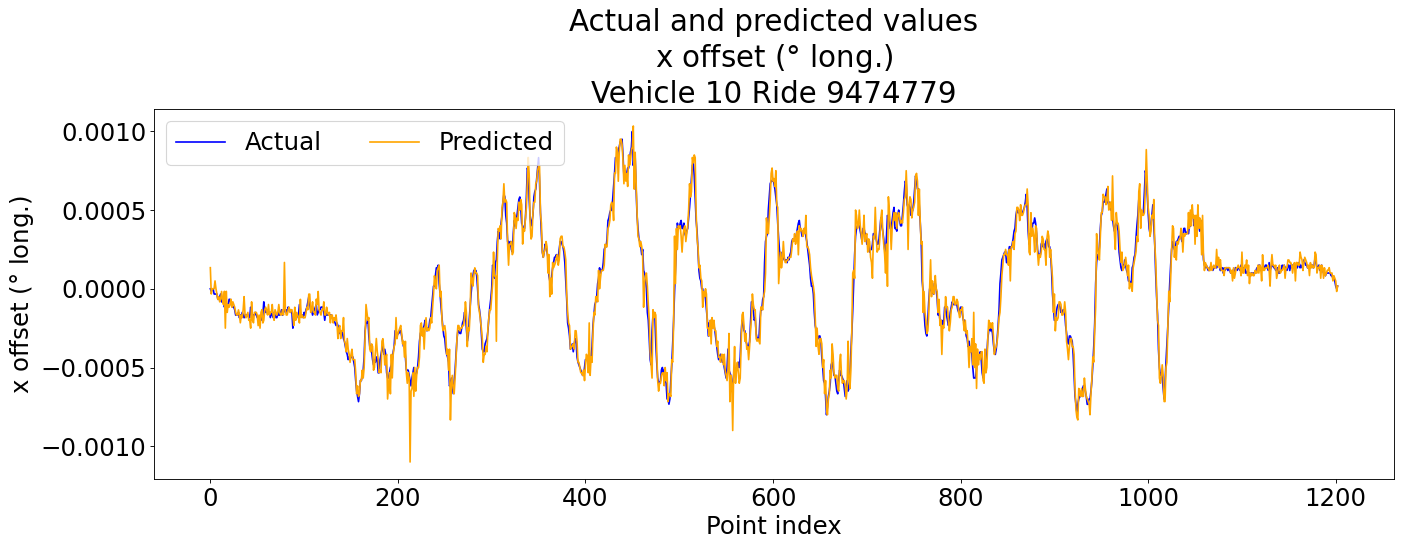 Actual and predicted values
x offset (° long.)
Vehicle 10 Ride 9474779
Actual
Predicted
x offset (° long.)
0.0010
0.0005
0.0000
−0.0005
−0.0010
0
200
400
600
800
1000
1200
Point index